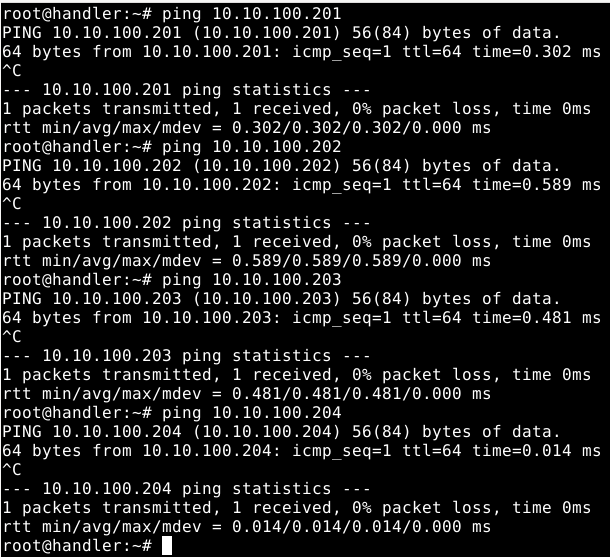 root@handler:~# ping 10.10.100.201
PING 10.10.100.201 (10.10.100.201) 56(84) bytes of data.
64 bytes from 10.10.100.201: icmp_seq=1 ttl=64 time=0.302 ms
^C
--- 10.10.100.201 ping statistics ---
1 packets transmitted, 1 received, 0% packet loss, time 0ms
rtt min/avg/max/mdev = 0.302/0.302/0.302/0.000 ms
root@handler:~# ping 10.10.100.202
PING 10.10.100.202 (10.10.100.202) 56(84) bytes of data.
64 bytes from 10.10.100.202: icmp_seq=1 ttl=64 time=0.589 ms
^C
--- 10.10.100.202 ping statistics ---
1 packets transmitted, 1 received, 0% packet loss, time 0ms
rtt min/avg/max/mdev = 0.589/0.589/0.589/0.000 ms
root@handler:~# ping 10.10.100.203
PING 10.10.100.203 (10.10.100.203) 56(84) bytes of data.
64 bytes from 10.10.100.203: icmp_seq=1 ttl=64 time=0.481 ms
^C
--- 10.10.100.203 ping statistics ---
1 packets transmitted, 1 received, 0% packet loss, time 0ms
rtt min/avg/max/mdev = 0.481/0.481/0.481/0.000 ms
root@handler:~# ping 10.10.100.204
PING 10.10.100.204 (10.10.100.204) 56(84) bytes of data.
64 bytes from 10.10.100.204: icmp_seq=1 ttl=64 time=0.014 ms
^C
--- 10.10.100.204 ping statistics ---
1 packets transmitted, 1 received, 0% packet loss, time 0ms
rtt min/avg/max/mdev = 0.014/0.014/0.014/0.000 ms
root@handler:~#